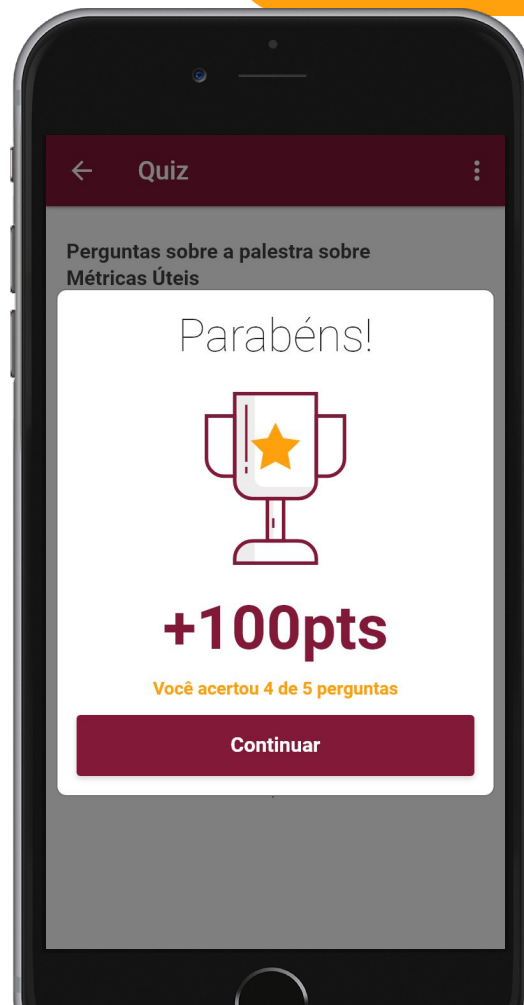 Quiz
Perguntas sobre a palestra sobre
Métricas Úteis
Parabéns!
+100pts
Você acertou 4 de 5 perguntas
Continuar